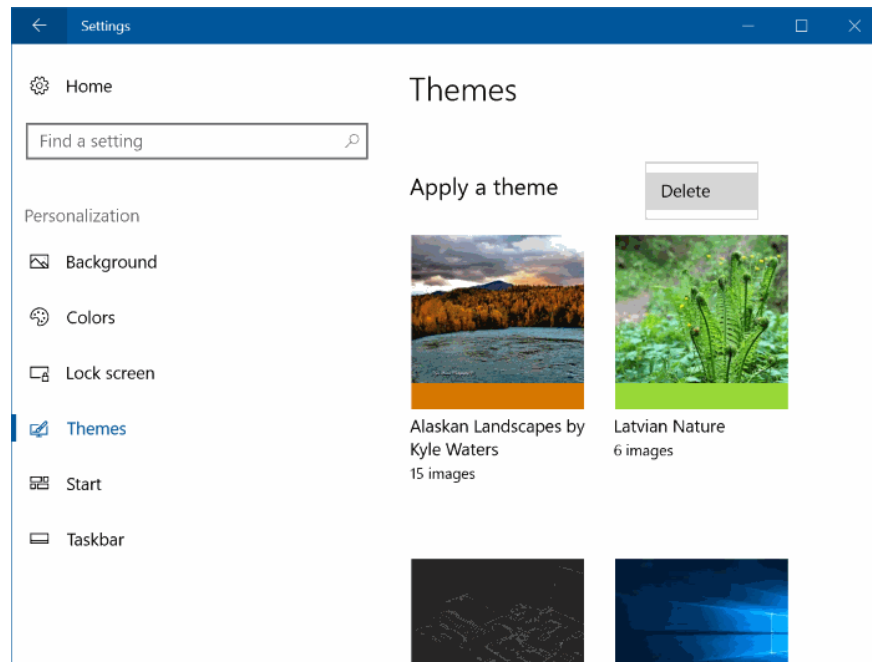 Settings
Home
Find a setting
Personalization
Background
Colors
Lock screen
Themes
Start
Taskbar
Themes
Apply a theme
Delete
Alaskan Landscapes by
Kyle Waters
15 images
Latvian Nature
6 images